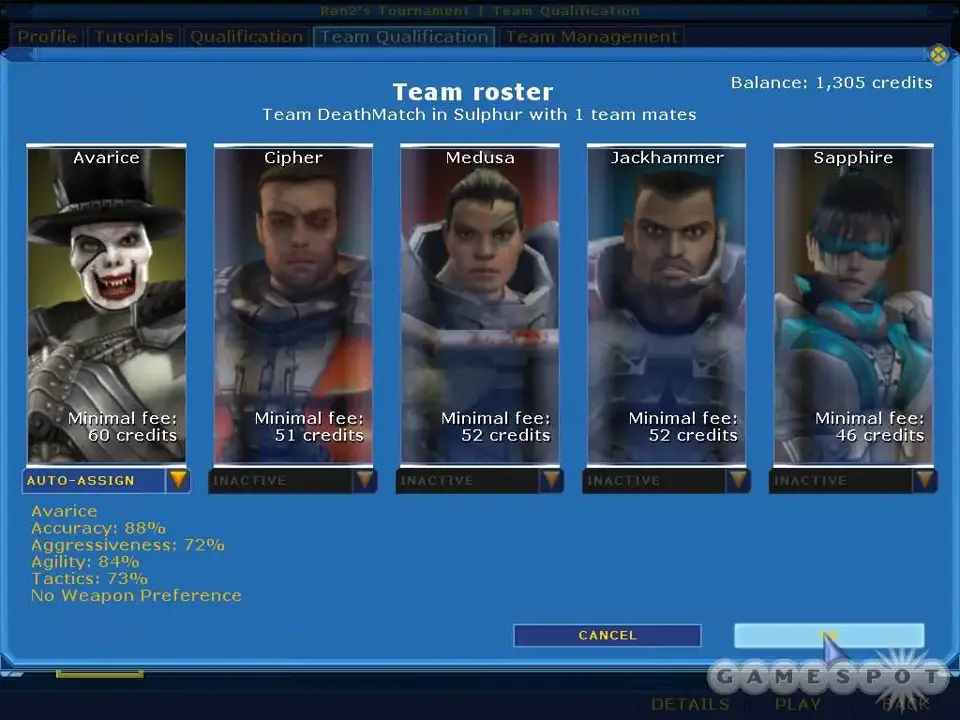 Ren2's Tournament | Team Qualification
Profile Tutorials Qualification Team Qualification Team Management
Team roster
Balance: 1,305 credits
Team DeathMatch in Sulphur with 1 team mates
Avarice Cipher Medusa Jackhammer Sapphire
Minimal fee: Minimal fee: Minimal fee: Minimal fee: Minimal fee:
60 credits 51 credits 52 credits 52 credits 46 credits
AUTO-ASSIGN INACTIVE INACTIVE INACTIVE INACTIVE
Avarice
Accuracy: 88%
Aggressiveness: 72%
Agility: 84%
Tactics: 73%
No Weapon Preference
CANCEL
GAMESPOT
DETAILS PLAY BACK